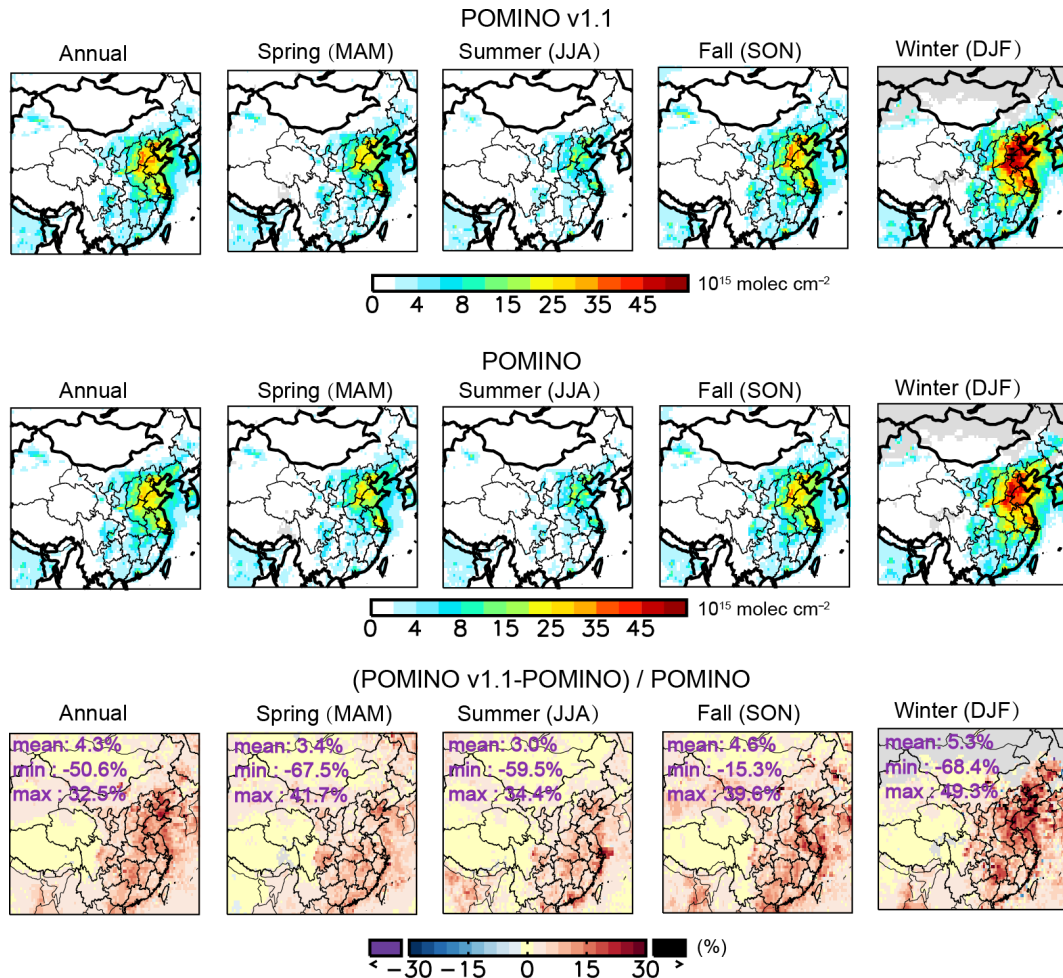 POMINO v1.1
Annual Spring (MAM) Summer (JJA) Fall (SON) Winter (DJF)
0 4 8 15 25 35 45 10¹⁵ molec cm⁻²
POMINO
Annual Spring (MAM) Summer (JJA) Fall (SON) Winter (DJF)
0 4 8 15 25 35 45 10¹⁵ molec cm⁻²
(POMINO v1.1-POMINO) / POMINO
Annual Spring (MAM) Summer (JJA) Fall (SON) Winter (DJF)
mean: 4.3% mean: 3.4% mean: 3.0% mean: 4.6% mean: 5.3%
min : -50.6% min : -67.5% min : -59.5% min : -15.3% min : -68.4%
max : 32.5% max : 41.7% max : 34.4% max : 39.6% max : 49.3%
< -30 -15 0 15 30 > (%)